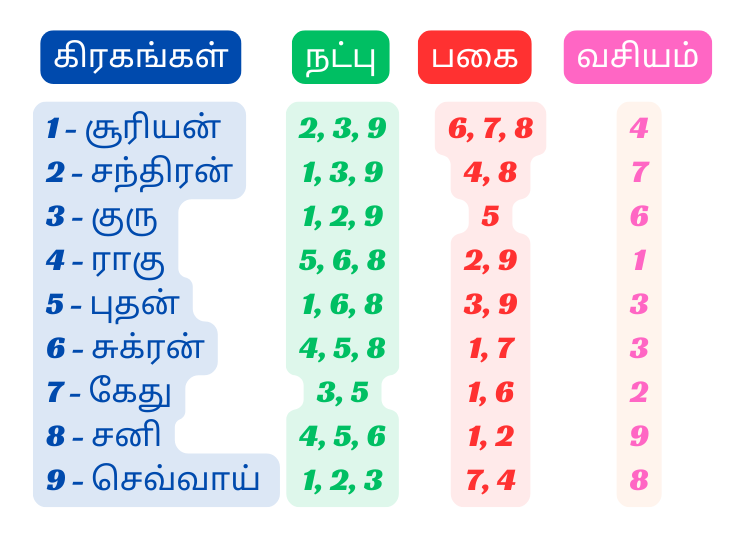 கிரகங்கள் நட்பு பகை வசியம்
1 - சூரியன் 2, 3, 9 6, 7, 8 4
2 - சந்திரன் 1, 3, 9 4, 8 7
3 - குரு 1, 2, 9 5 6
4 - ராகு 5, 6, 8 2, 9 1
5 - புதன் 1, 6, 8 3, 9 3
6 - சுக்ரன் 4, 5, 8 1, 7 3
7 - கேது 3, 5 1, 6 2
8 - சனி 4, 5, 6 1, 2 9
9 - செவ்வாய் 1, 2, 3 7, 4 8